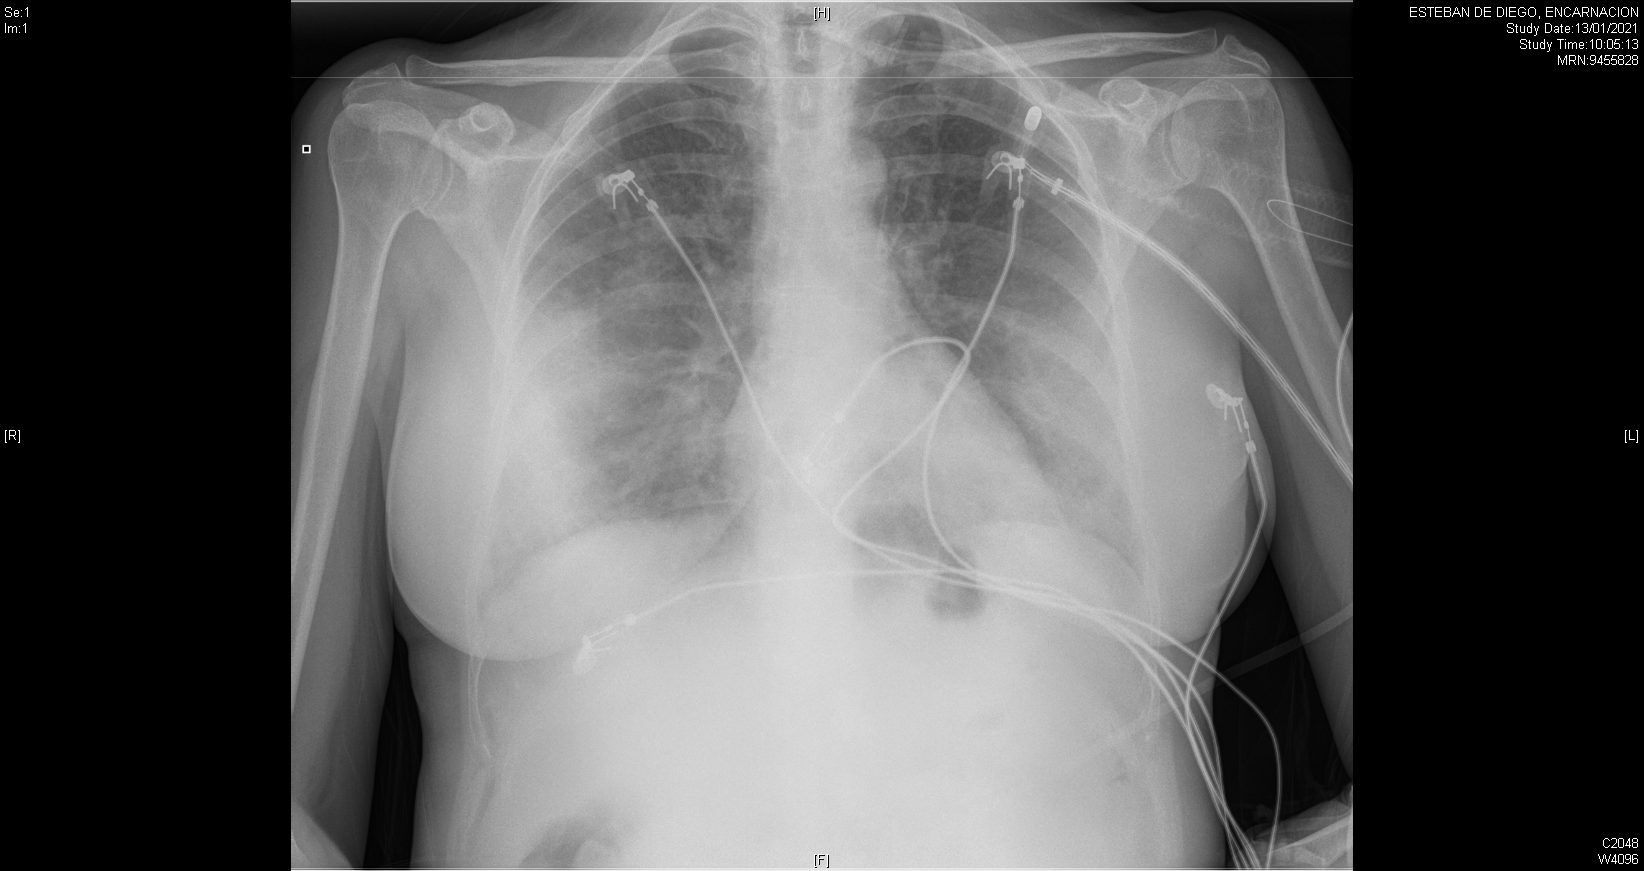 Se:1
Im:1
[H]
ESTEBAN DE DIEGO, ENCARNACION
Study Date:13/01/2021
Study Time:10:05:13
MRN:9455828
[R]
[L]
[F]
C2048
W4096